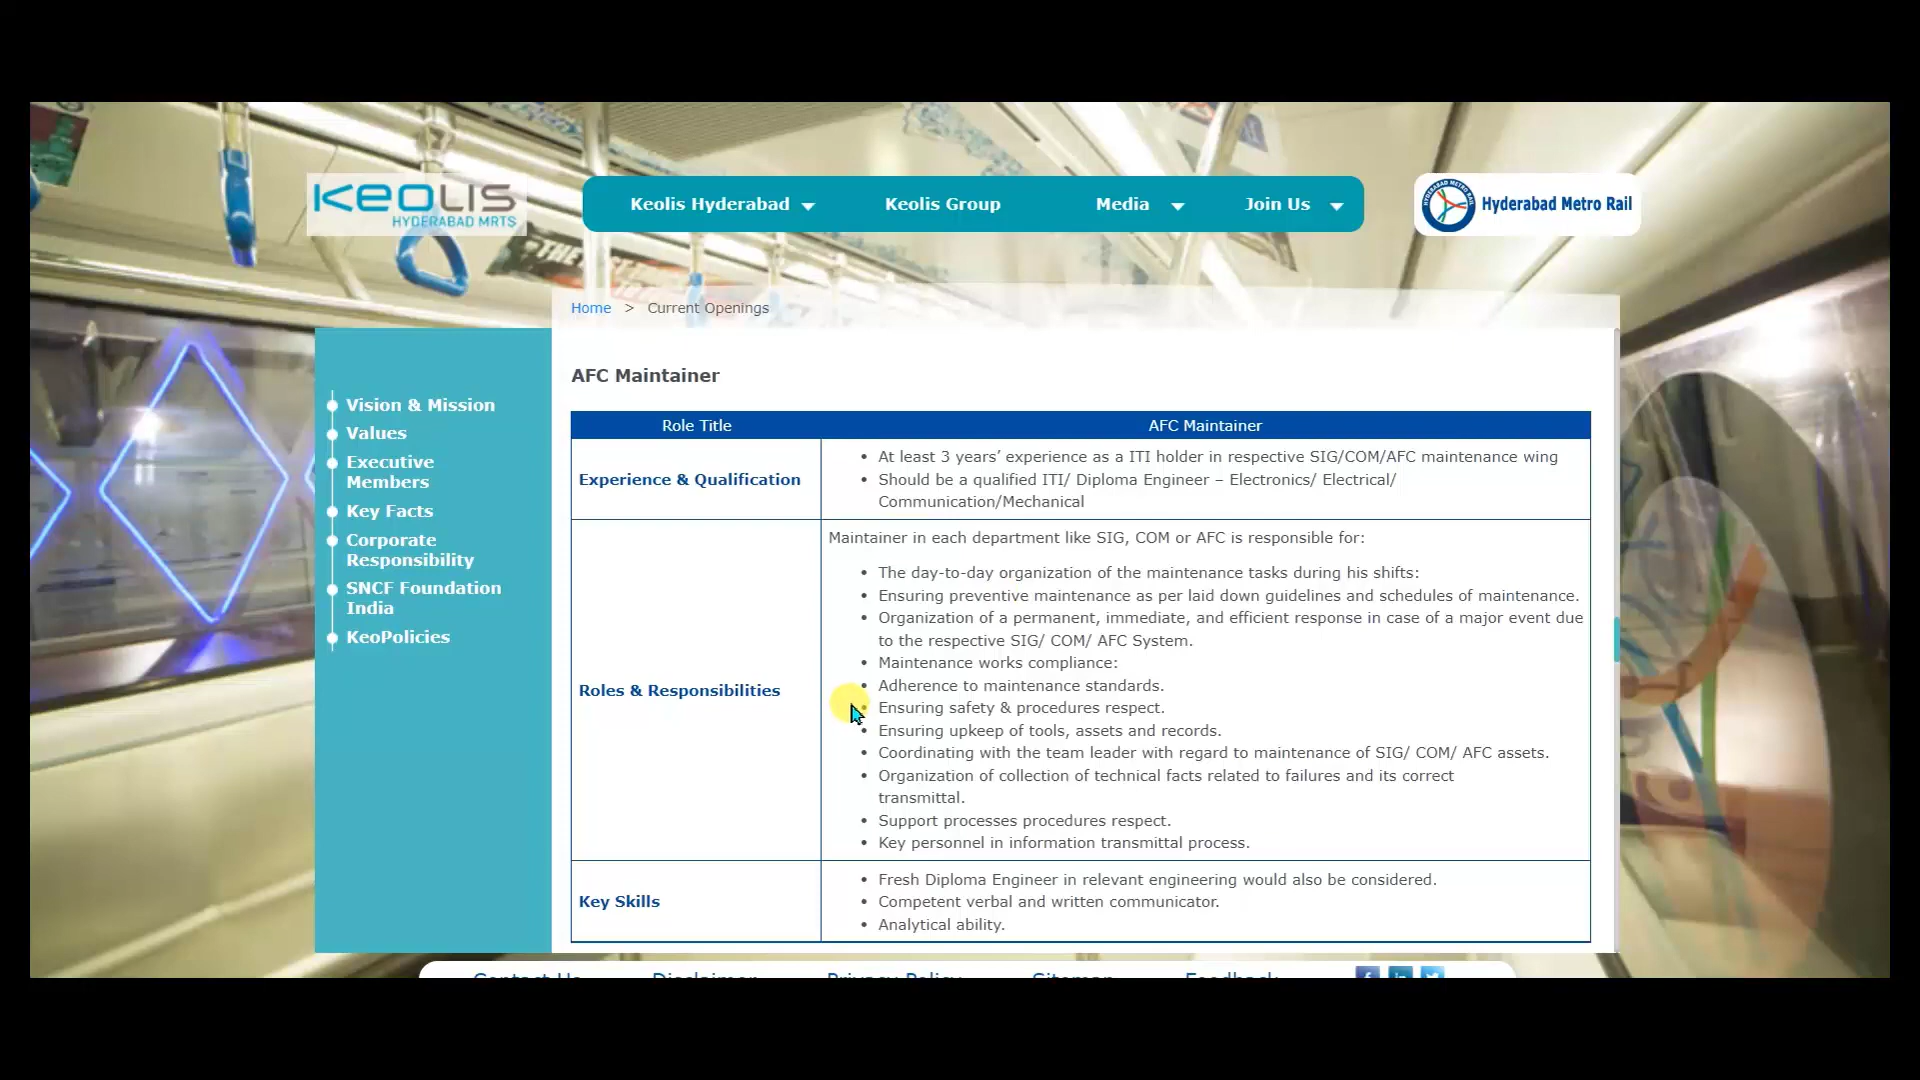 KEOLIS
HYDERABAD MRTS
Keolis Hyderabad
Keolis Group
Media
Join Us
Hyderabad Metro Rail
Home > Current Openings
Vision & Mission
Values
Executive
Members
Key Facts
Corporate
Responsibility
SNCF Foundation
India
KeoPolicies
AFC Maintainer
Role Title
AFC Maintainer
Experience & Qualification
• At least 3 years’ experience as a ITI holder in respective SIG/COM/AFC maintenance wing
• Should be a qualified ITI/ Diploma Engineer – Electronics/ Electrical/
Communication/Mechanical
Roles & Responsibilities
Maintainer in each department like SIG, COM or AFC is responsible for:
• The day-to-day organization of the maintenance tasks during his shifts:
• Ensuring preventive maintenance as per laid down guidelines and schedules of maintenance.
• Organization of a permanent, immediate, and efficient response in case of a major event due
to the respective SIG/ COM/ AFC System.
• Maintenance works compliance:
• Adherence to maintenance standards.
• Ensuring safety & procedures respect.
• Ensuring upkeep of tools, assets and records.
• Coordinating with the team leader with regard to maintenance of SIG/ COM/ AFC assets.
• Organization of collection of technical facts related to failures and its correct
transmittal.
• Support processes procedures respect.
• Key personnel in information transmittal process.
Key Skills
• Fresh Diploma Engineer in relevant engineering would also be considered.
• Competent verbal and written communicator.
• Analytical ability.
Contact Us
Disclaimer
Privacy Policy
Sitemap
Feedback